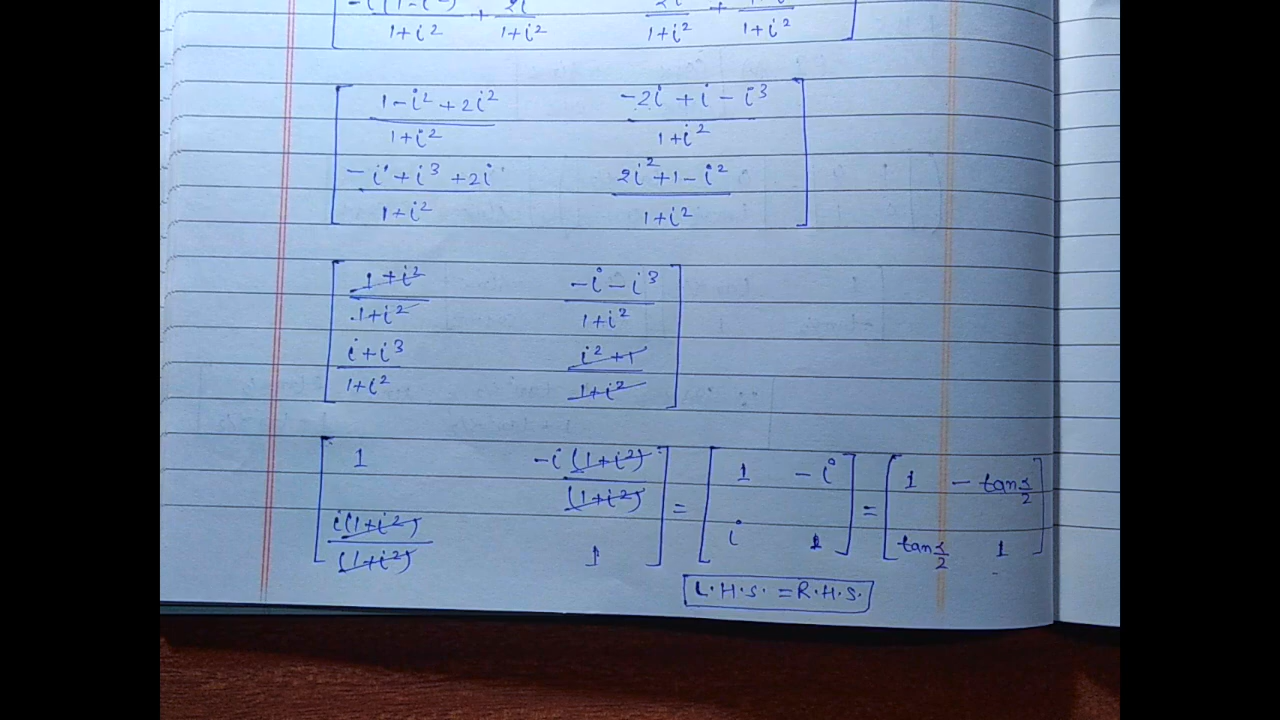 1+i² 1+i² 1+i² 1+i²
1-i²+2i² -2i+i-i³
1+i² 1+i²
-i+i³+2i 2i²+1-i²
1+i² 1+i²
1+i² -i-i³
1+i² 1+i²
i+i³ i²+1
1+i² 1+i²
1 -i(1+i²) 1 -i 1 -tan α/2
(1+i²) = =
i(1+i²) i 1 tan α/2 1
(1+i²) 1
L.H.S. = R.H.S.